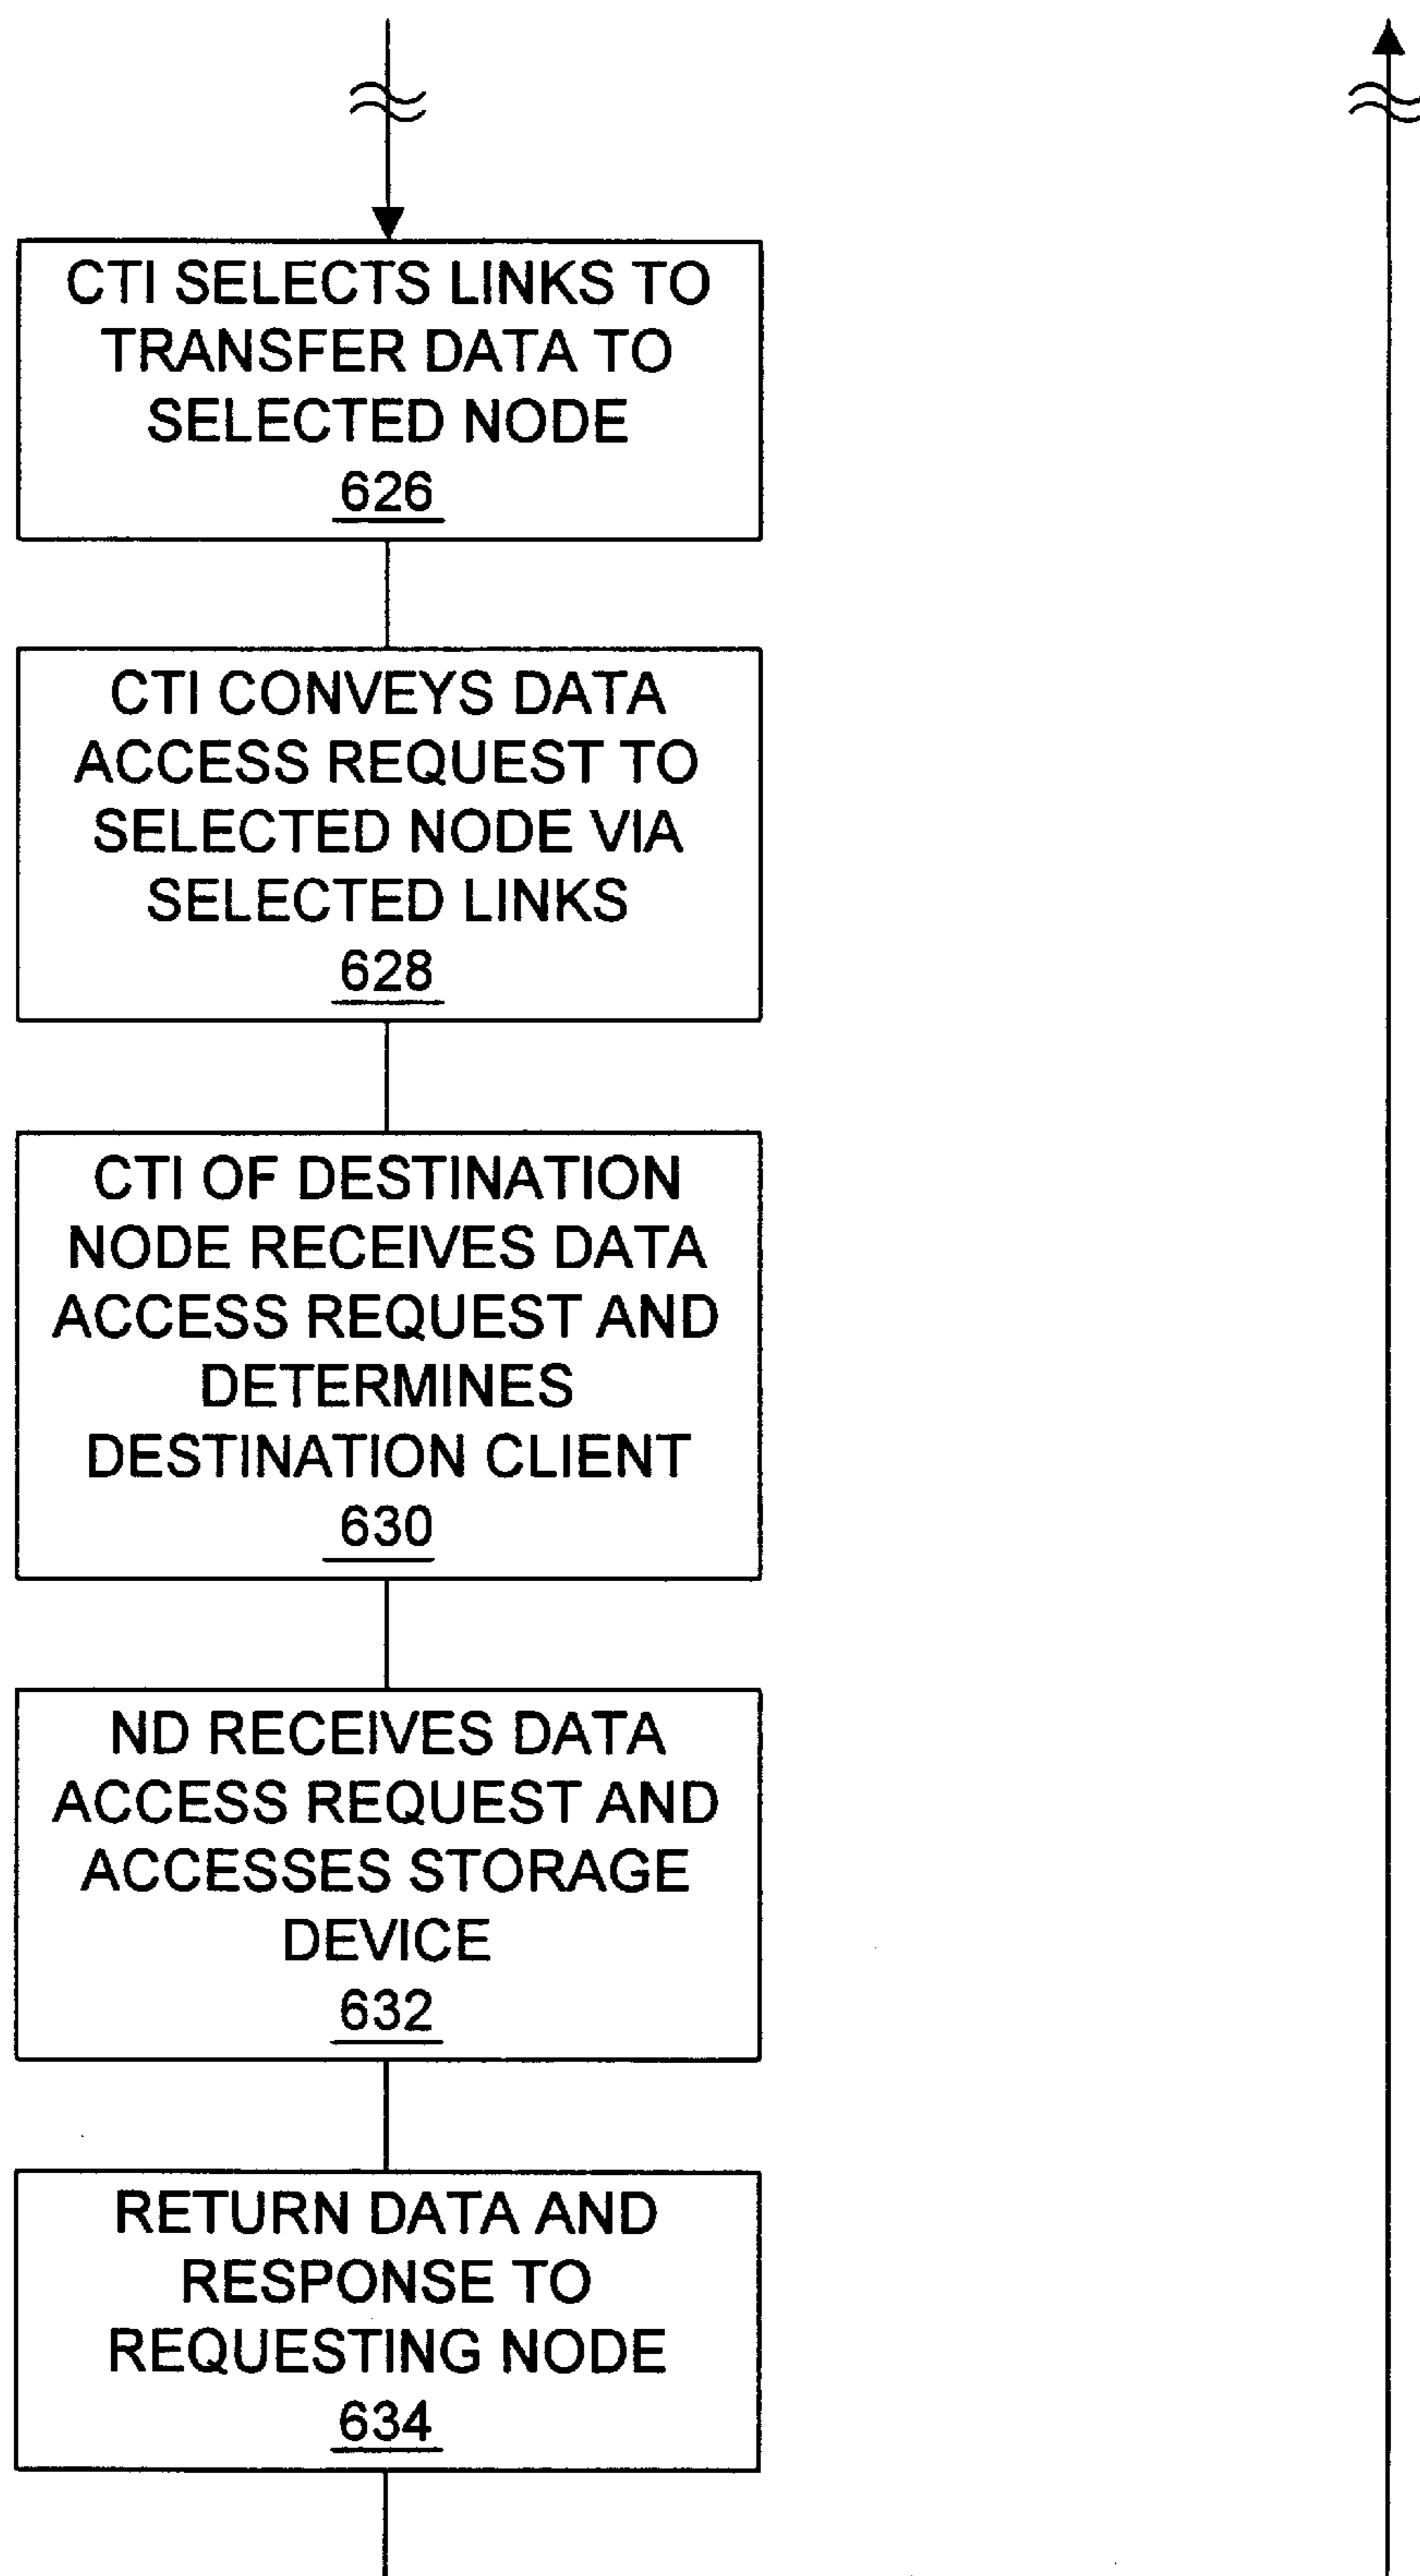 CTI SELECTS LINKS TO
TRANSFER DATA TO
SELECTED NODE
626
CTI CONVEYS DATA
ACCESS REQUEST TO
SELECTED NODE VIA
SELECTED LINKS
628
CTI OF DESTINATION
NODE RECEIVES DATA
ACCESS REQUEST AND
DETERMINES
DESTINATION CLIENT
630
ND RECEIVES DATA
ACCESS REQUEST AND
ACCESSES STORAGE
DEVICE
632
RETURN DATA AND
RESPONSE TO
REQUESTING NODE
634